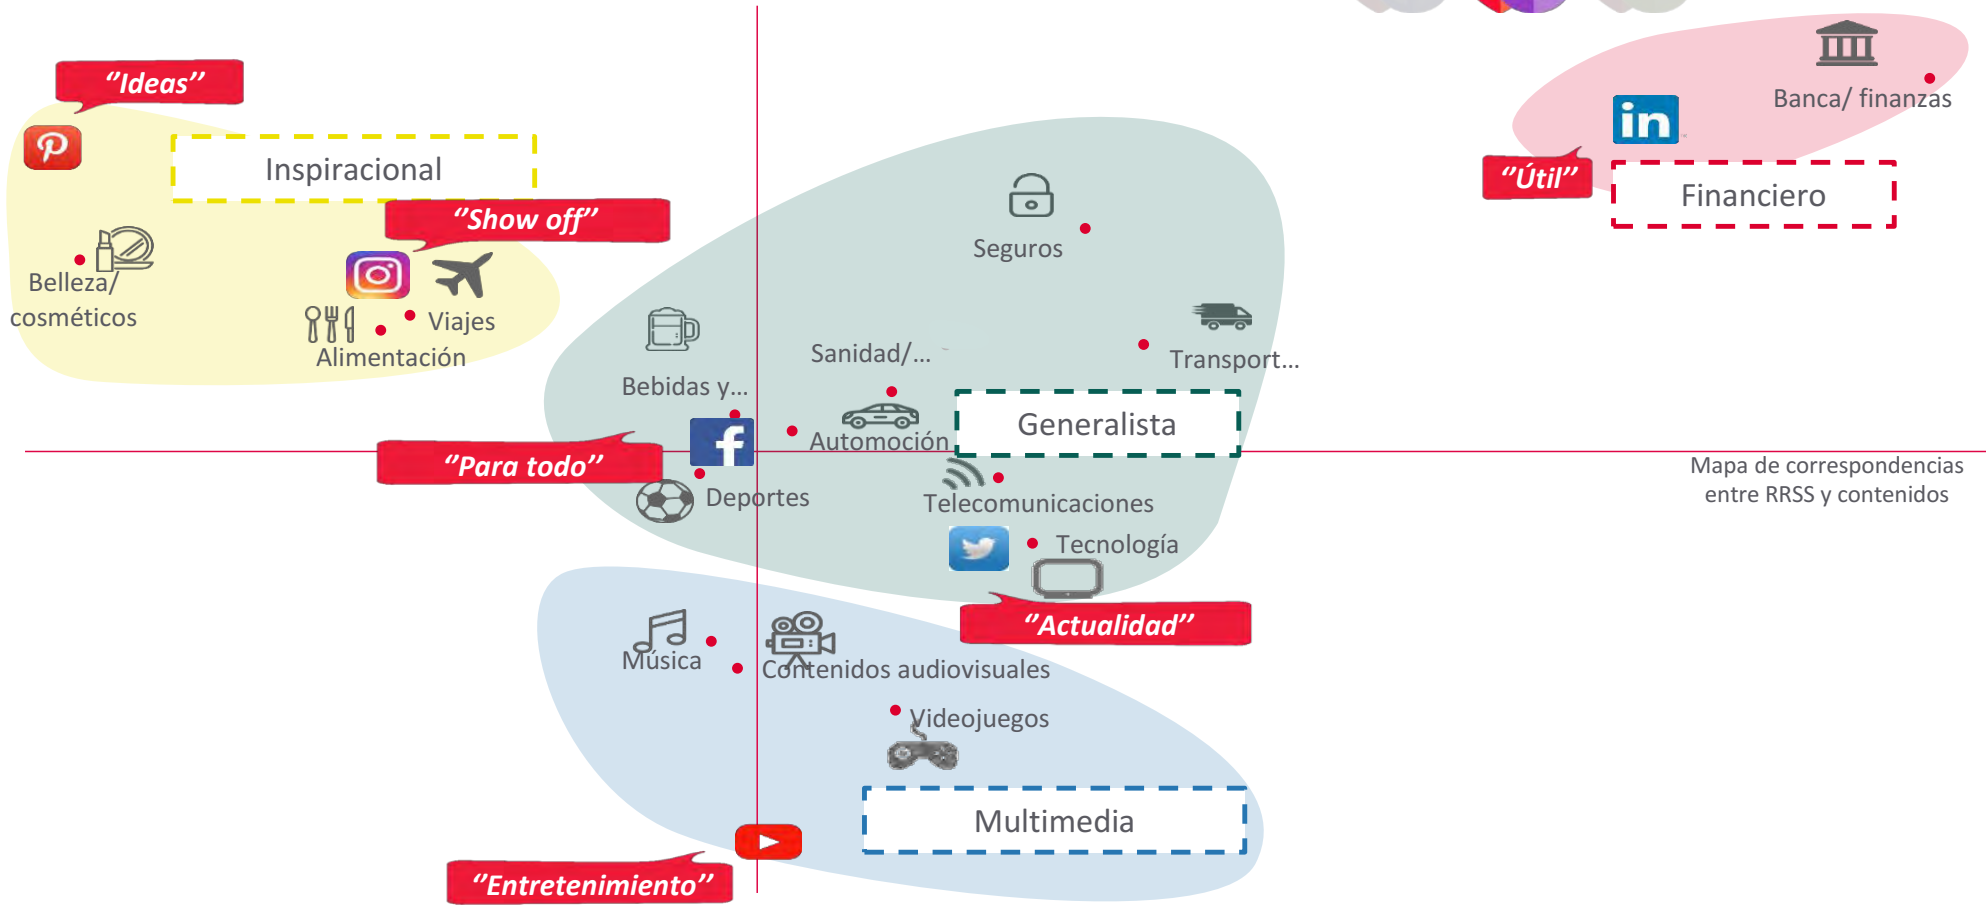 ‘‘Ideas’’
Inspiracional
‘‘Show off’’
Belleza/
cosméticos
Viajes
Alimentación
Banca/ finanzas
in
‘‘Útil’’
Financiero
Seguros
Sanidad/...
Transport...
Bebidas y...
Generalista
Automoción
‘‘Para todo’’
f
Mapa de correspondencias
entre RRSS y contenidos
Deportes
Telecomunicaciones
Tecnología
‘‘Actualidad’’
Música
Contenidos audiovisuales
Videojuegos
Multimedia
‘‘Entretenimiento’’